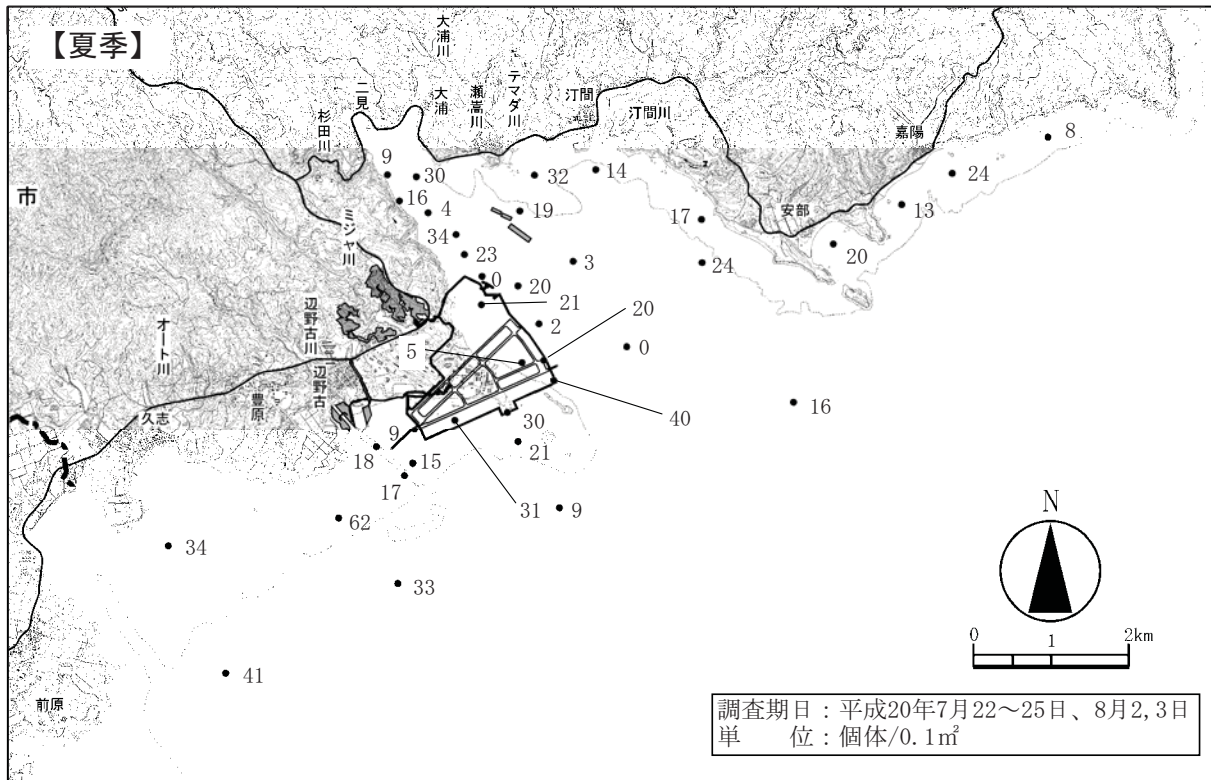 【夏季】
大浦川
二見
大浦
瀬嵩川
テマダ川
汀間
汀間川
杉田川
嘉陽
8
9
30
32
14
24
市
16
4
19
17
13
安部
34
20
ミジャ川
23
3
24
0
20
辺野古川
21
20
オート川
2
5
0
辺野古
豊原
久志
40
16
9
30
18
15
21
17
31
9
62
34
33
N
41
0
1
2km
前原
調査期日：平成20年7月22～25日、8月2,3日
単　　位：個体/0.1㎡